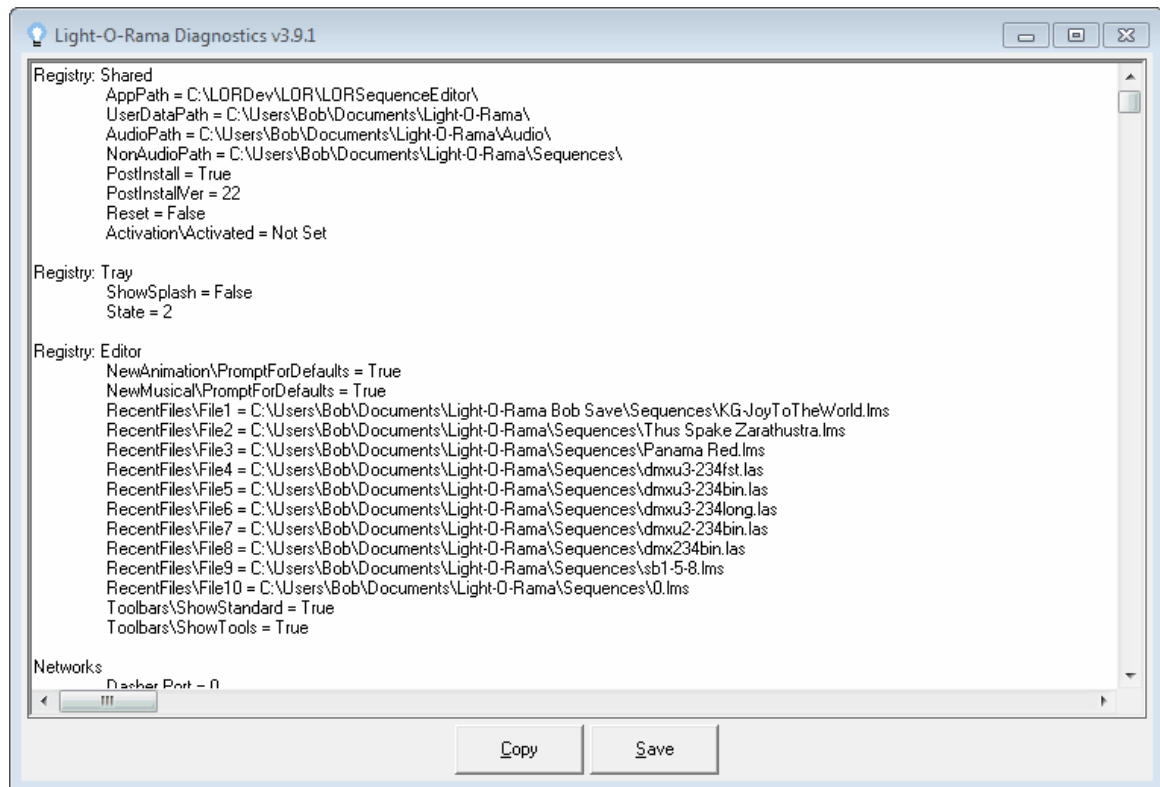 Light-O-Rama Diagnostics v3.9.1
Registry: Shared
AppPath = C:\LORDev\LOR\LORSequenceEditor\
UserDataPath = C:\Users\Bob\Documents\Light-O-Rama\
AudioPath = C:\Users\Bob\Documents\Light-O-Rama\Audio\
NonAudioPath = C:\Users\Bob\Documents\Light-O-Rama\Sequences\
PostInstall = True
PostInstallVer = 22
Reset = False
Activation\Activated = Not Set
Registry: Tray
ShowSplash = False
State = 2
Registry: Editor
NewAnimation\PromptForDefaults = True
NewMusical\PromptForDefaults = True
RecentFiles\File1 = C:\Users\Bob\Documents\Light-O-Rama Bob Save\Sequences\KG-JoyToTheWorld.lms
RecentFiles\File2 = C:\Users\Bob\Documents\Light-O-Rama\Sequences\Thus Spake Zarathustra.lms
RecentFiles\File3 = C:\Users\Bob\Documents\Light-O-Rama\Sequences\Panama Red.lms
RecentFiles\File4 = C:\Users\Bob\Documents\Light-O-Rama\Sequences\dmxu3-234fst.las
RecentFiles\File5 = C:\Users\Bob\Documents\Light-O-Rama\Sequences\dmxu3-234bin.las
RecentFiles\File6 = C:\Users\Bob\Documents\Light-O-Rama\Sequences\dmxu3-234long.las
RecentFiles\File7 = C:\Users\Bob\Documents\Light-O-Rama\Sequences\dmxu2-234bin.las
RecentFiles\File8 = C:\Users\Bob\Documents\Light-O-Rama\Sequences\dmx234bin.las
RecentFiles\File9 = C:\Users\Bob\Documents\Light-O-Rama\Sequences\sb1-5-8.lms
RecentFiles\File10 = C:\Users\Bob\Documents\Light-O-Rama\Sequences\0.lms
Toolbars\ShowStandard = True
Toolbars\ShowTools = True
Networks
Dasher Port = 0
Copy
Save